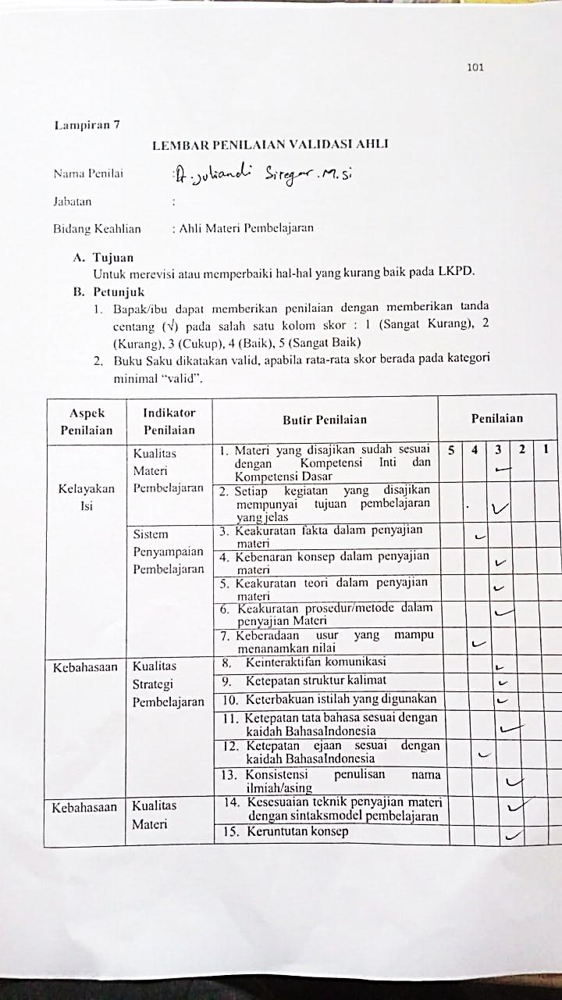 101
Lampiran 7
LEMBAR PENILAIAN VALIDASI AHLI
Nama Penilai : Juliandi Siregar. M. si
Jabatan :
Bidang Keahlian : Ahli Materi Pembelajaran
A. Tujuan
Untuk merevisi atau memperbaiki hal-hal yang kurang baik pada LKPD.
B. Petunjuk
1. Bapak/ibu dapat memberikan penilaian dengan memberikan tanda
centang (√) pada salah satu kolom skor : 1 (Sangat Kurang), 2
(Kurang), 3 (Cukup), 4 (Baik), 5 (Sangat Baik)
2. Buku Saku dikatakan valid, apabila rata-rata skor berada pada kategori
minimal “valid”.
Aspek
Penilaian
Indikator
Penilaian
Butir Penilaian
Penilaian
5 4 3 2 1
Kelayakan
Isi
Kualitas
Materi
Pembelajaran
1. Materi yang disajikan sudah sesuai
dengan Kompetensi Inti dan
Kompetensi Dasar
✓
2. Setiap kegiatan yang disajikan
mempunyai tujuan pembelajaran
yang jelas
✓
Sistem
Penyampaian
Pembelajaran
3. Keakuratan fakta dalam penyajian
materi
✓
4. Kebenaran konsep dalam penyajian
materi
✓
5. Keakuratan teori dalam penyajian
materi
✓
6. Keakuratan prosedur/metode dalam
penyajian Materi
✓
7. Keberadaan usur yang mampu
menanamkan nilai
✓
Kebahasaan
Kualitas
Strategi
Pembelajaran
8. Keinteraktifan komunikasi
✓
9. Ketepatan struktur kalimat
✓
10. Keterbakuan istilah yang digunakan
✓
11. Ketepatan tata bahasa sesuai dengan
kaidah BahasaIndonesia
✓
12. Ketepatan ejaan sesuai dengan
kaidah BahasaIndonesia
✓
13. Konsistensi penulisan nama
ilmiah/asing
✓
Kebahasaan
Kualitas
Materi
14. Kesesuaian teknik penyajian materi
dengan sintaksmodel pembelajaran
✓
15. Keruntutan konsep
✓